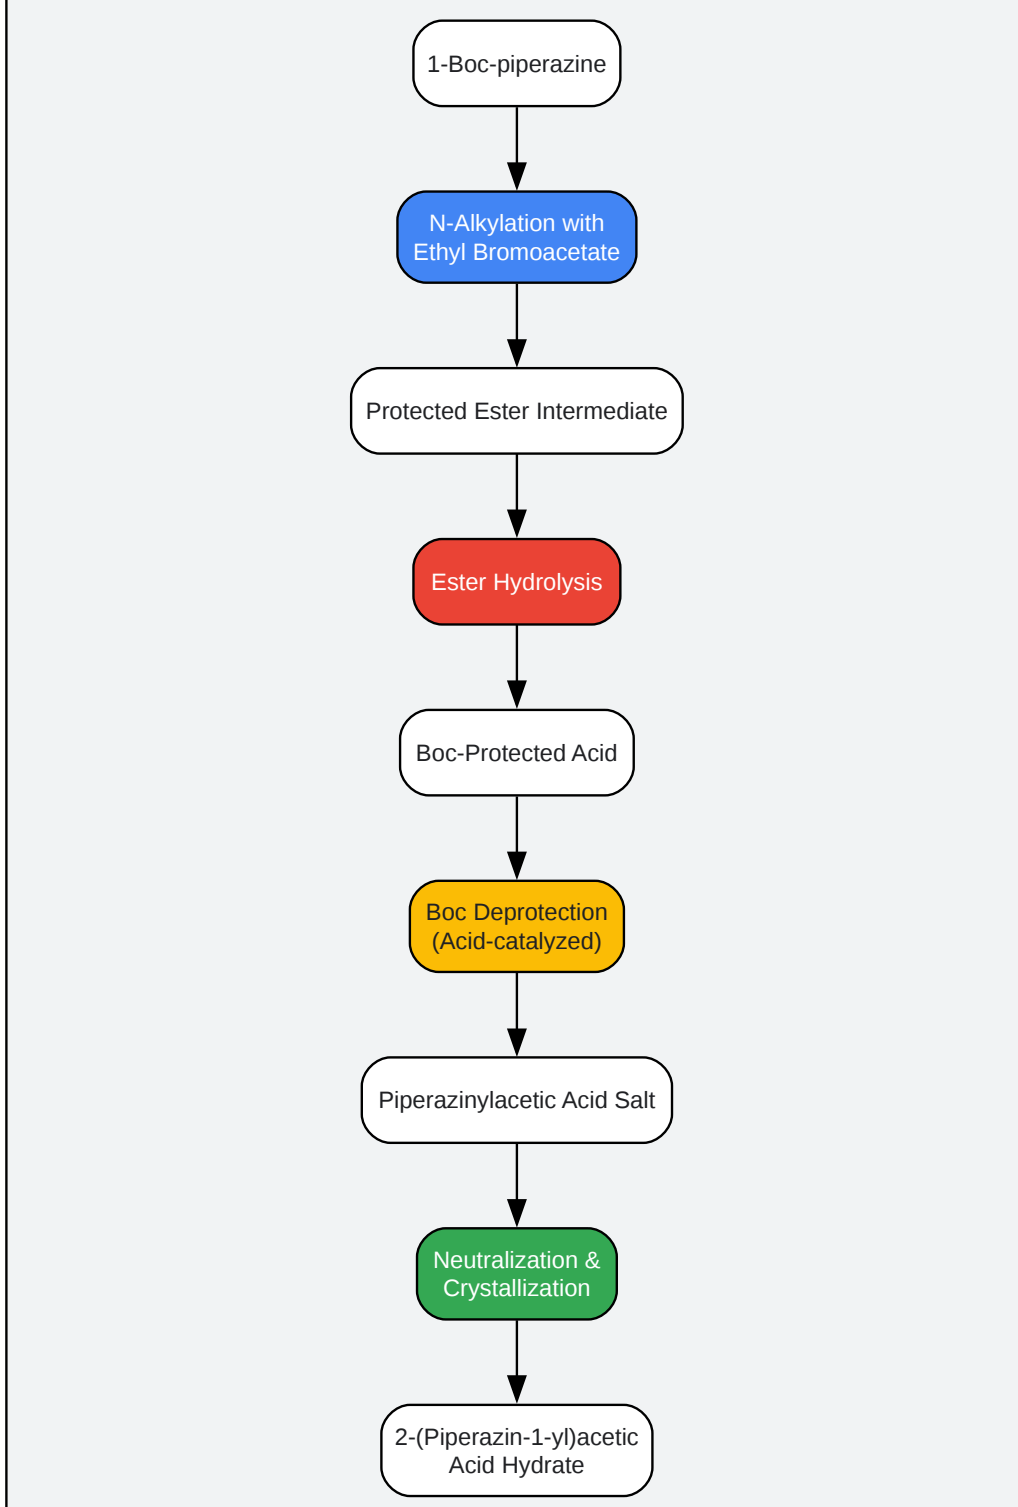 1-Boc-piperazine
N-Alkylation with
Ethyl Bromoacetate
Protected Ester Intermediate
Ester Hydrolysis
Boc-Protected Acid
Boc Deprotection
(Acid-catalyzed)
Piperazinylacetic Acid Salt
Neutralization &
Crystallization
2-(Piperazin-1-yl)acetic
Acid Hydrate